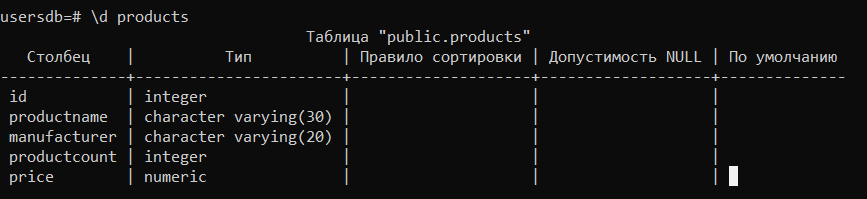 usersdb=# \d products
Таблица "public.products"
Столбец | Тип | Правило сортировки | Допустимость NULL | По умолчанию
--------------+-----------------------+--------------------+-------------------+--------------
id | integer | | |
productname | character varying(30) | | |
manufacturer | character varying(20) | | |
productcount | integer | | |
price | numeric | | |